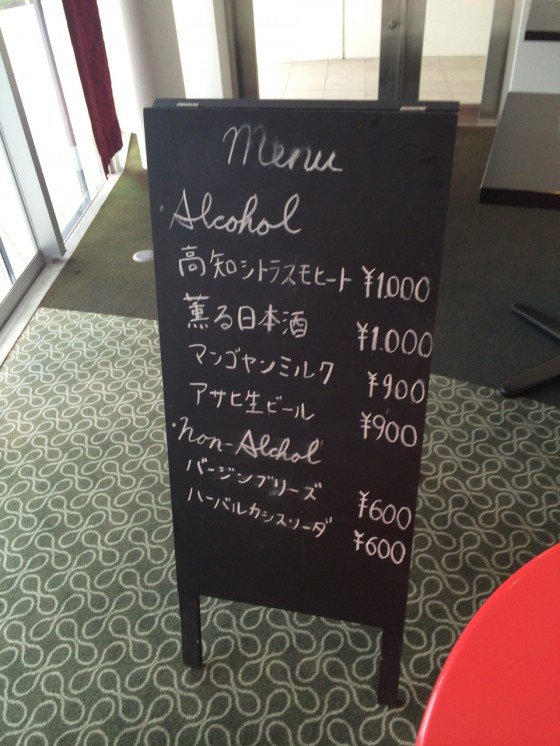 Menu
・Alcohol
高知シトラスモヒート ¥1.000
薫る日本酒 ¥1.000
マンゴヤンミルク ¥900
アサヒ生ビール ¥900
・Non-Alchol
バージンブリーズ ¥600
ハーバルカシスソーダ ¥600